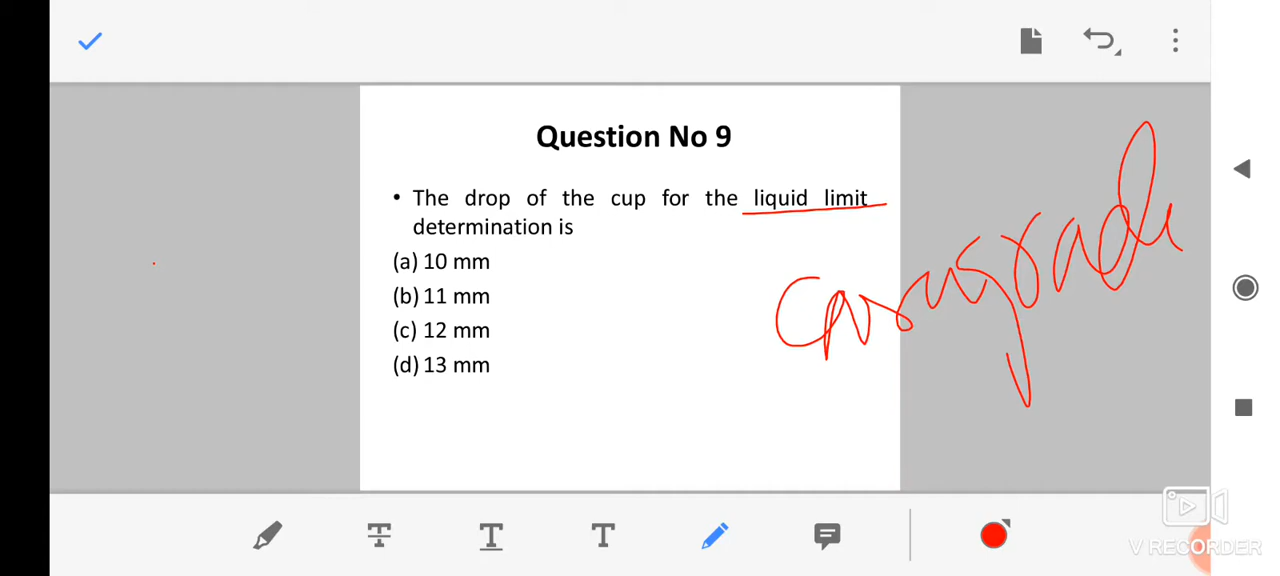 Question No 9
• The drop of the cup for the liquid limit
determination is
(a) 10 mm
(b) 11 mm
(c) 12 mm
(d) 13 mm
V RECORDER